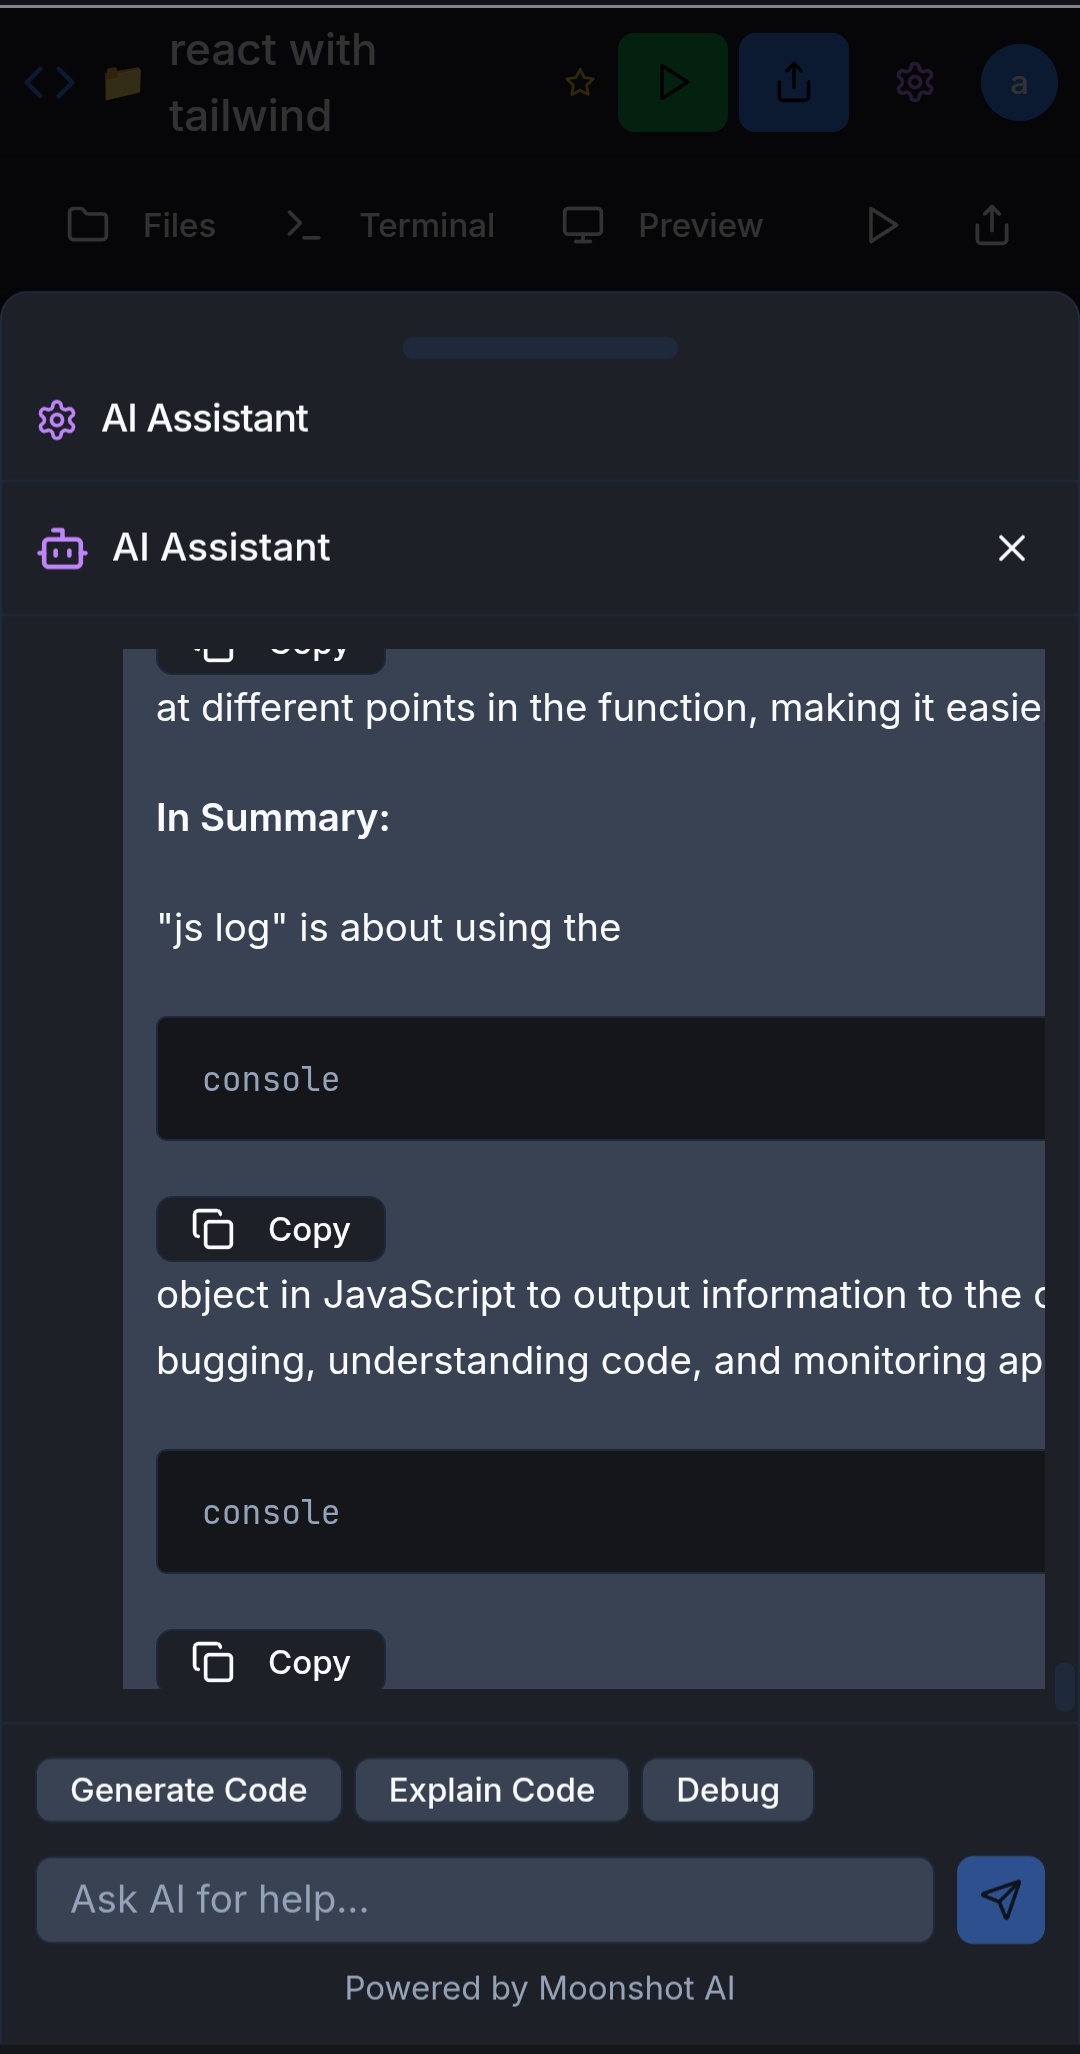 react with
tailwind
a
Files
Terminal
Preview
AI Assistant
AI Assistant
Copy
at different points in the function, making it easie
In Summary:
"js log" is about using the
console
Copy
object in JavaScript to output information to the c
bugging, understanding code, and monitoring ap
console
Copy
Generate Code
Explain Code
Debug
Ask AI for help...
Powered by Moonshot AI